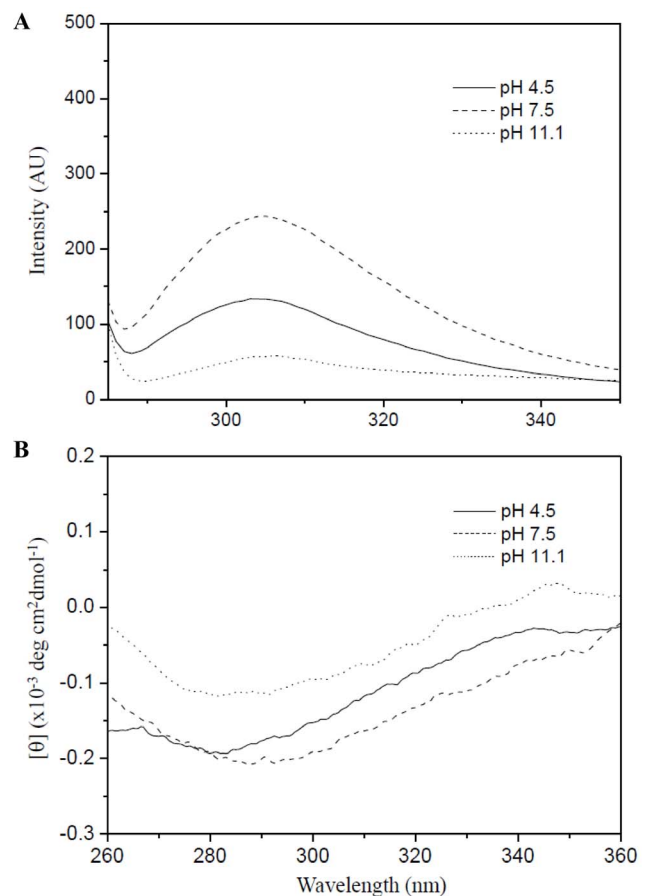 A
500
400
300
200
100
0
Intensity (AU)
pH 4.5
pH 7.5
pH 11.1
300 320 340
B
0.2
0.1
0.0
-0.1
-0.2
-0.3
[θ] (x10⁻³ deg cm²dmol⁻¹)
pH 4.5
pH 7.5
pH 11.1
260 280 300 320 340 360
Wavelength (nm)